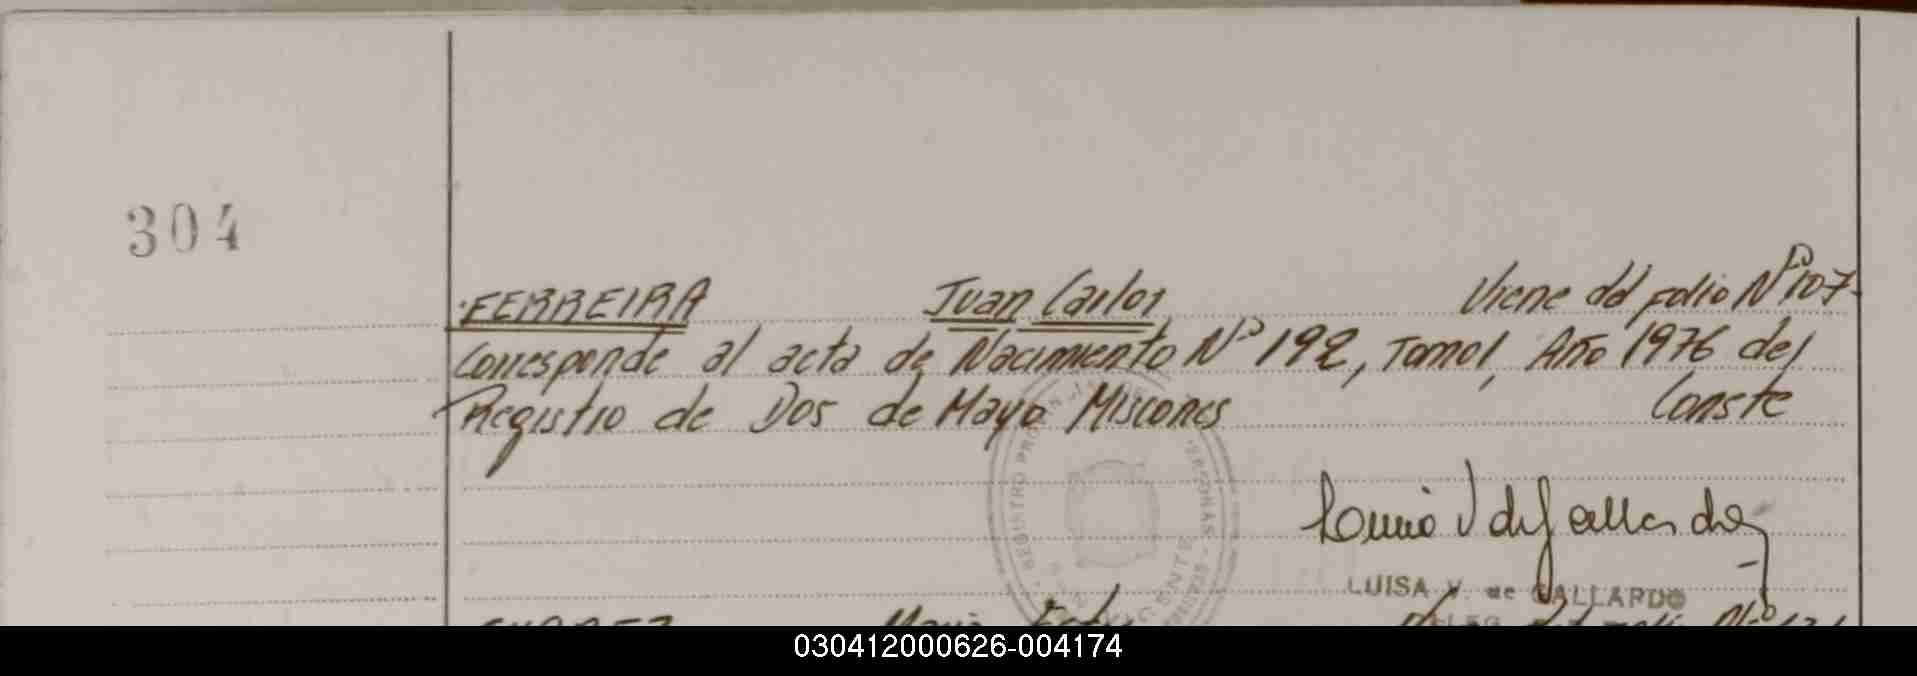 304
FERREIRA Juan Carlos Viene del folio Nº 107
Corresponde al acta de Nacimiento Nº 192, Tomo I, Año 1976 del
Registro de Dos de Mayo Misiones Conste
LUISA V. de GALLARDO
030412000626-004174